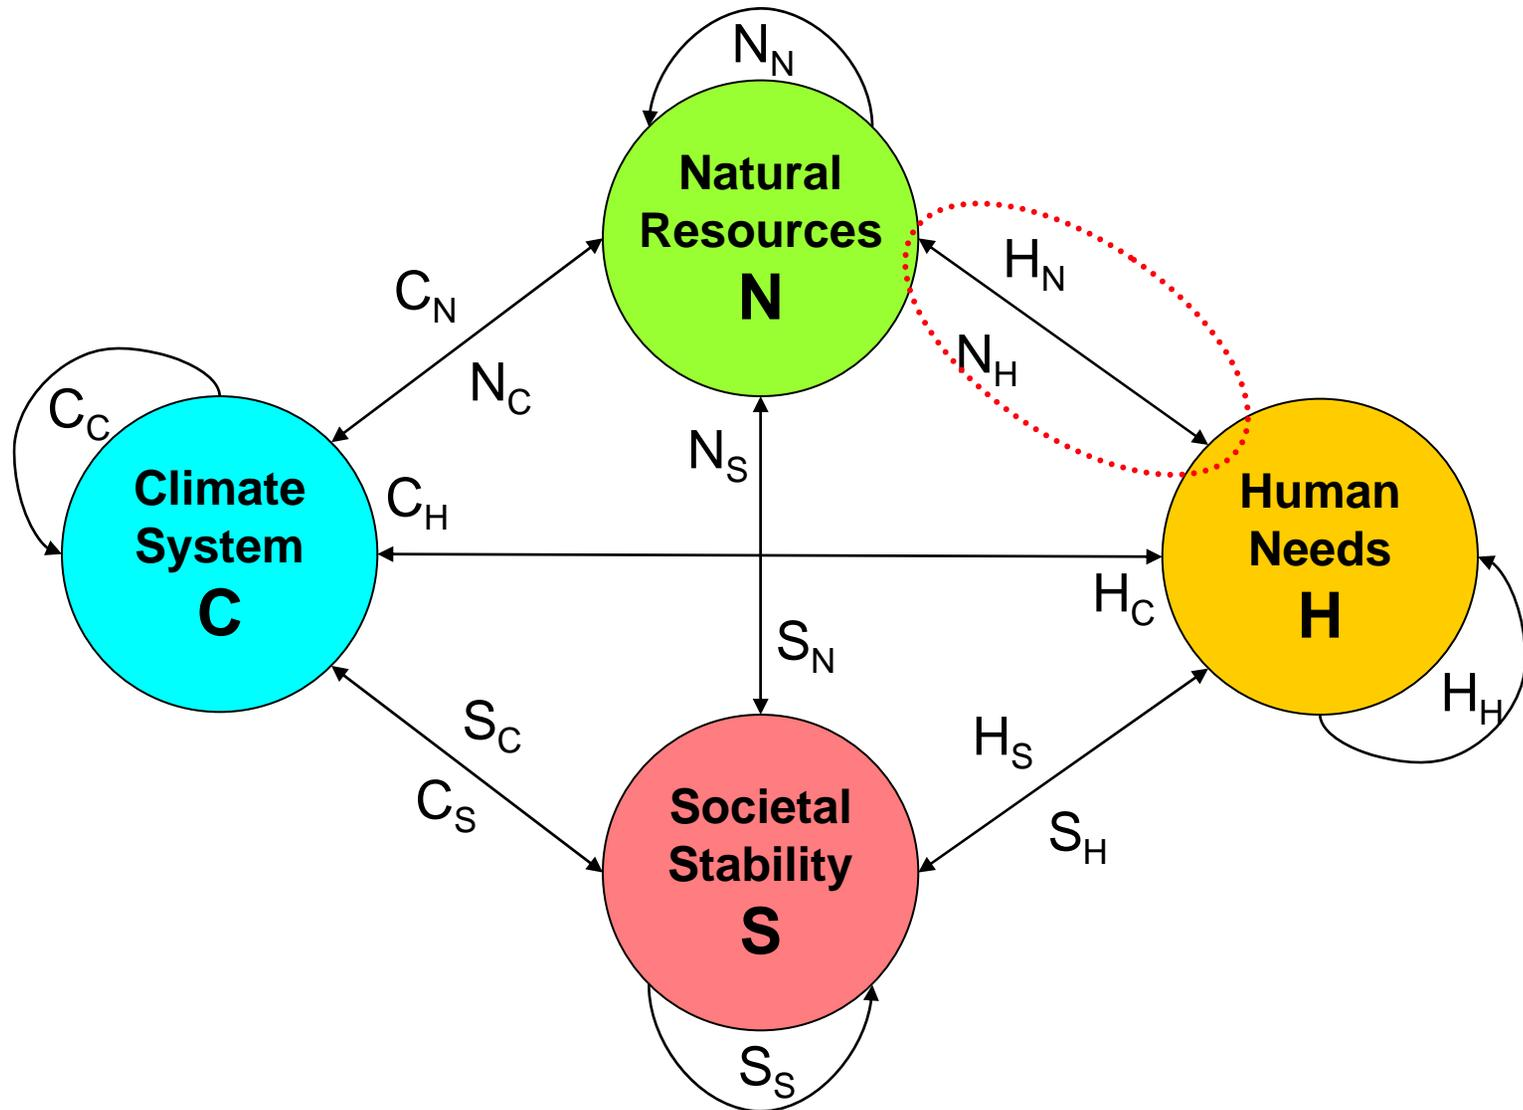 N_N
Natural
Resources
N
H_N
C_N
N_H
N_C
C_C
N_S
Climate
System
C
C_H
Human
Needs
H
H_C
S_N
H_H
S_C
H_S
C_S
S_H
Societal
Stability
S
S_S